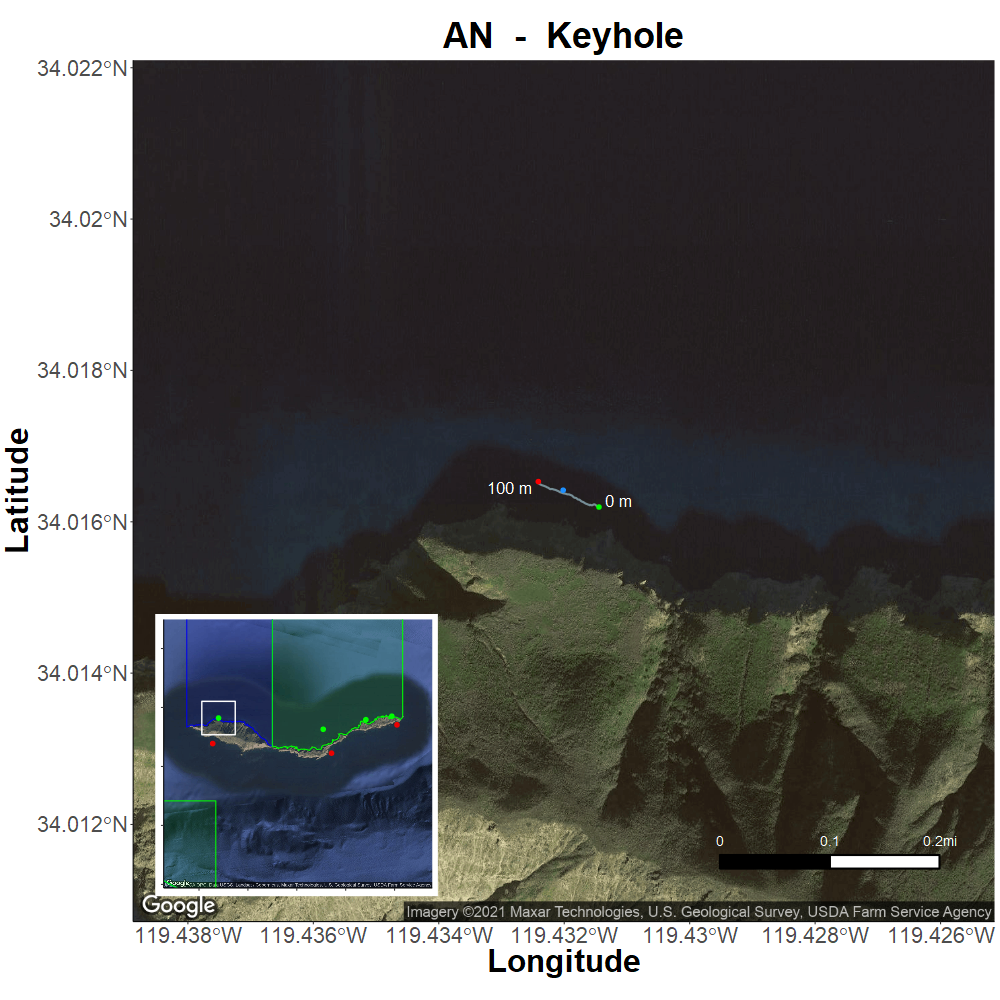 AN - Keyhole
34.022°N
34.02°N
34.018°N
34.016°N
34.014°N
34.012°N
Latitude
100 m
0 m
0 0.1 0.2mi
Google
Imagery ©2021 Maxar Technologies, U.S. Geological Survey, USDA Farm Service Agency
119.438°W 119.436°W 119.434°W 119.432°W 119.43°W 119.428°W 119.426°W
Longitude